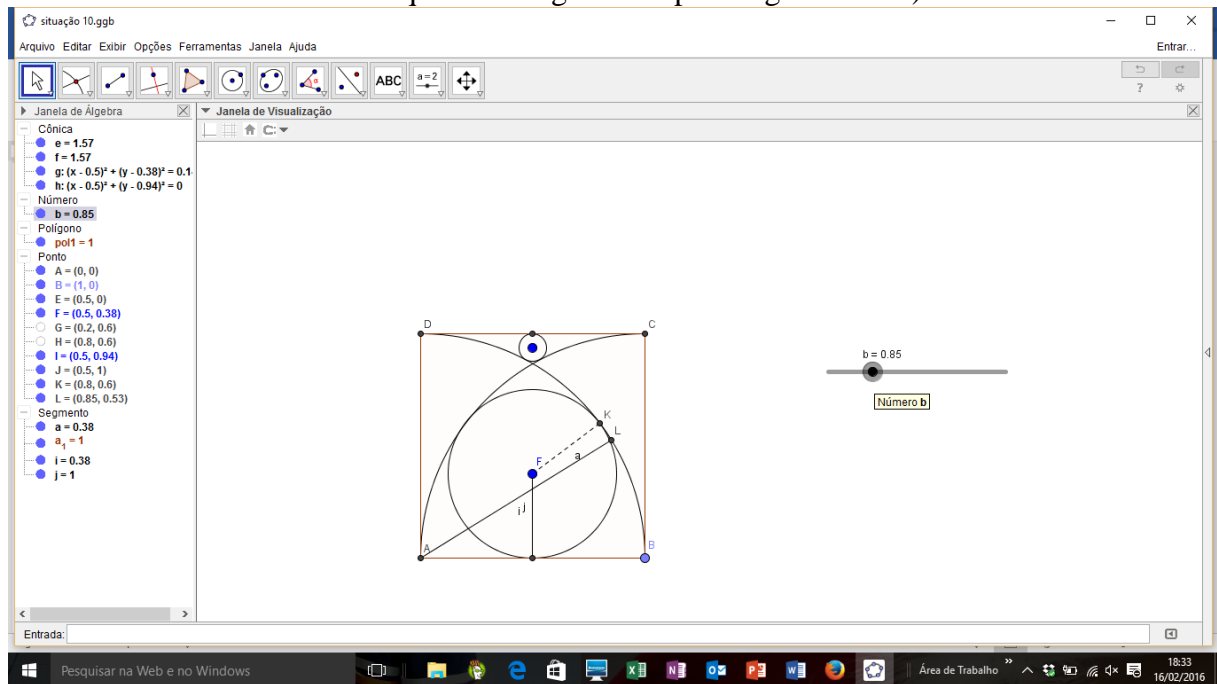 situação 10.ggb
Arquivo Editar Exibir Opções Ferramentas Janela Ajuda
Entrar...
ABC
a=2
Janela de Álgebra
Janela de Visualização
Cônica
e = 1.57
f = 1.57
g: (x - 0.5)² + (y - 0.38)² = 0.1
h: (x - 0.5)² + (y - 0.94)² = 0
Número
b = 0.85
Polígono
pol1 = 1
Ponto
A = (0, 0)
B = (1, 0)
E = (0.5, 0)
F = (0.5, 0.38)
G = (0.2, 0.6)
H = (0.8, 0.6)
I = (0.5, 0.94)
J = (0.5, 1)
K = (0.8, 0.6)
L = (0.85, 0.53)
Segmento
a = 0.38
a₁ = 1
i = 0.38
j = 1
D
C
K
L
F
a
i
j
A
B
b = 0.85
Número b
Entrada:
Pesquisar na Web e no Windows
Área de Trabalho
18:33
16/02/2016